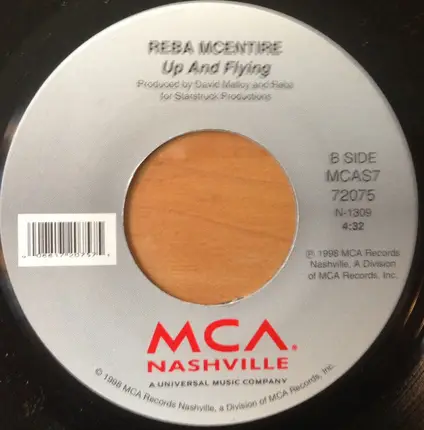 REBA MCENTIRE
Up And Flying
Produced by David Malloy and Reba
for Starstruck Productions
B SIDE
MCAS7
72075
N-1309
4:32
℗ 1998 MCA Records
Nashville, A Division
of MCA Records, Inc.
MCA.
NASHVILLE
A UNIVERSAL MUSIC COMPANY
© 1998 MCA Records Nashville, a Division of MCA Records, Inc.